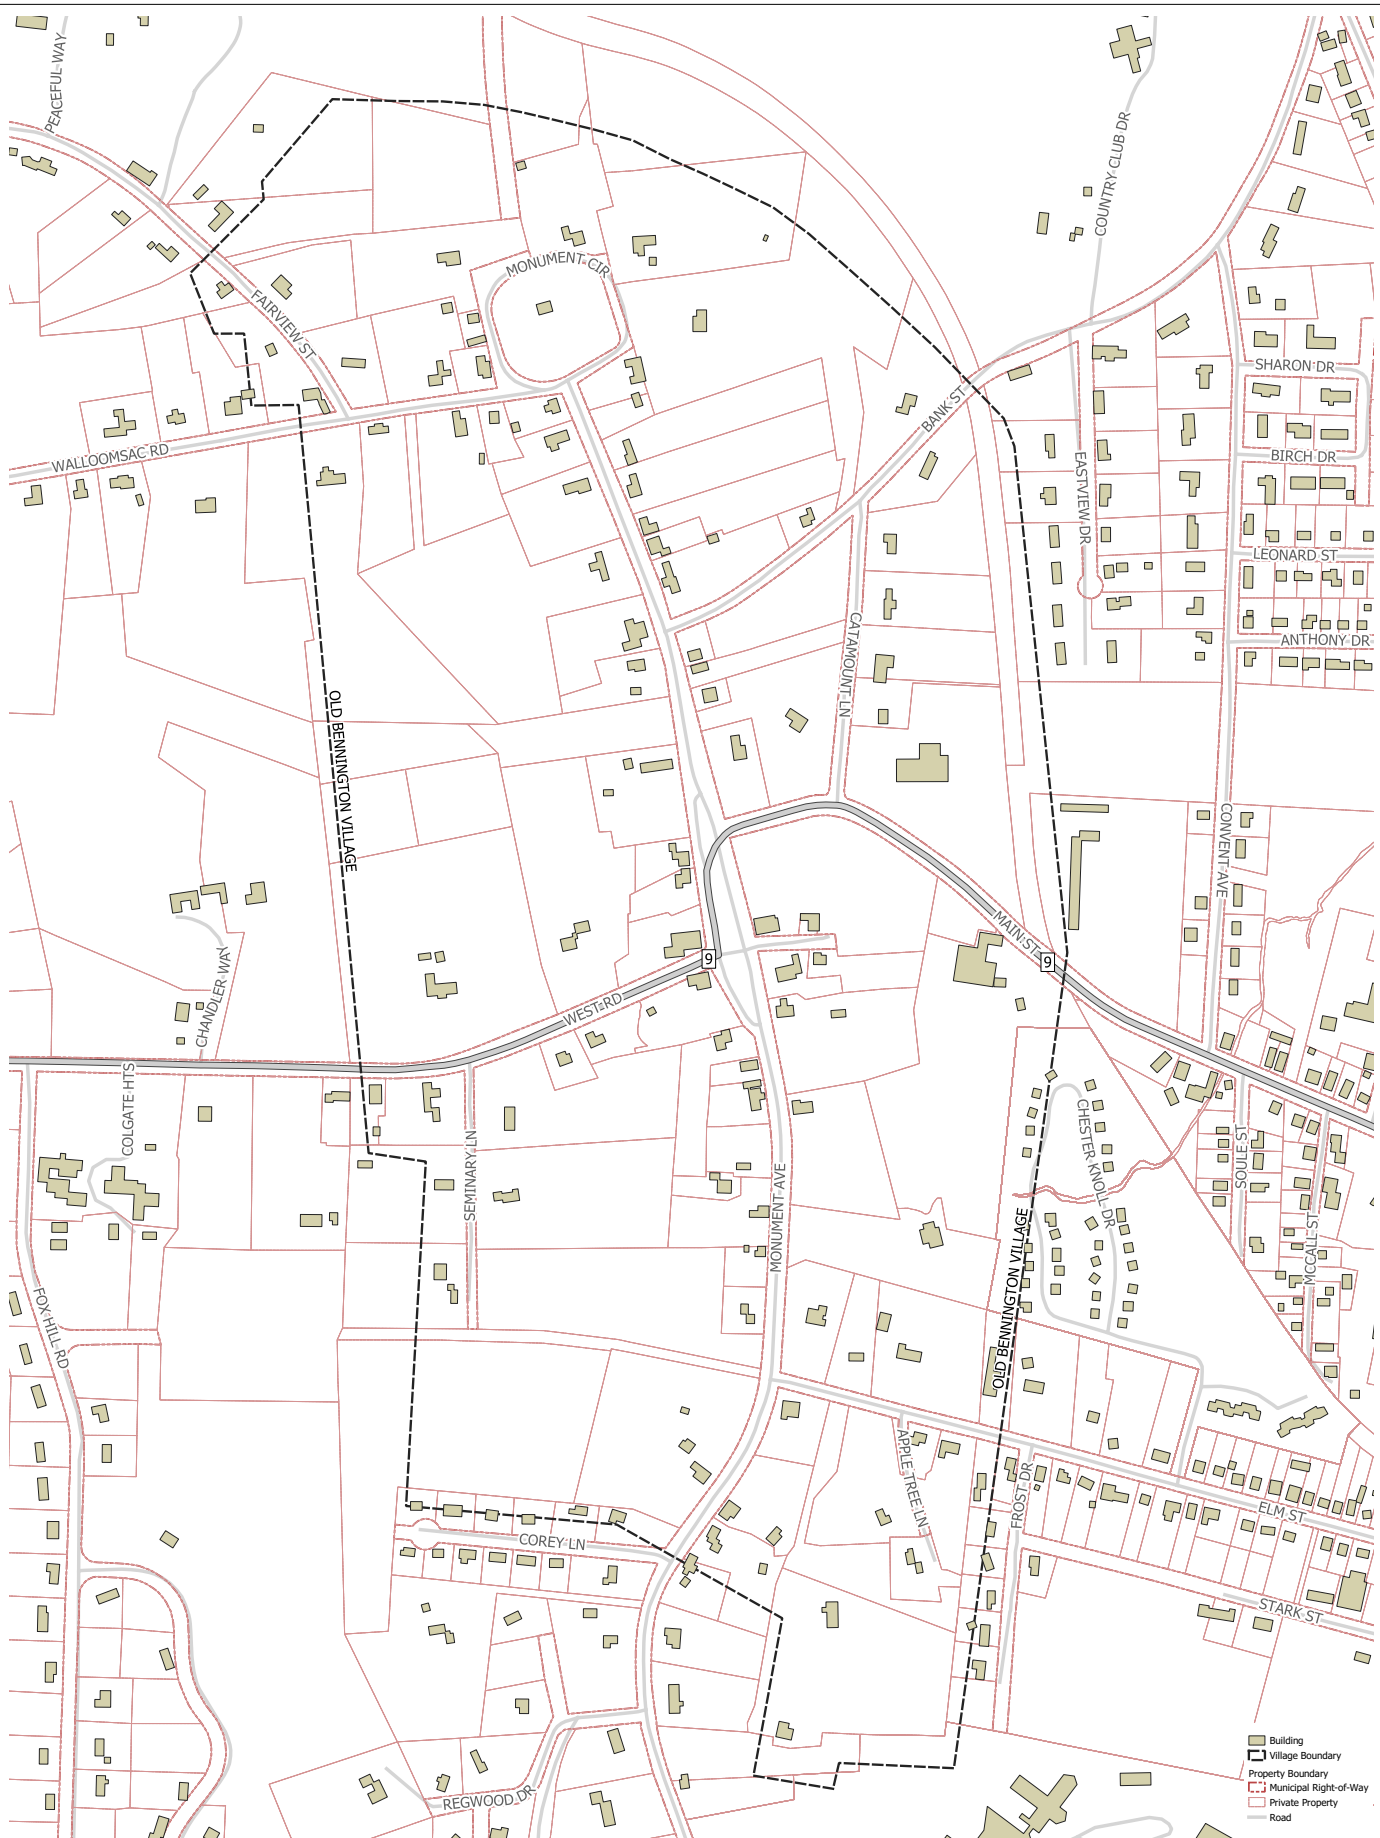 PEACEFUL WAY
COUNTRY CLUB DR
MONUMENT CIR
FAIRVIEW ST
SHARON DR
BANK ST
WALLOOMSAC RD
BIRCH DR
EASTVIEW DR
LEONARD ST
CATAMOUNT LN
ANTHONY DR
OLD BENNINGTON VILLAGE
CONVENT AVE
MAIN ST
9
9
CHANDLER WAY
WEST RD
COLGATE HTS
CHESTER KNOLL DR
SEMINARY LN
SOULE ST
MONUMENT AVE
MCCALL ST
OLD BENNINGTON VILLAGE
FOX HILL RD
APPLE TREE LN
FROST DR
ELM ST
COREY LN
STARK ST
REGWOOD DR
Building
Village Boundary
Property Boundary
Municipal Right-of-Way
Private Property
Road